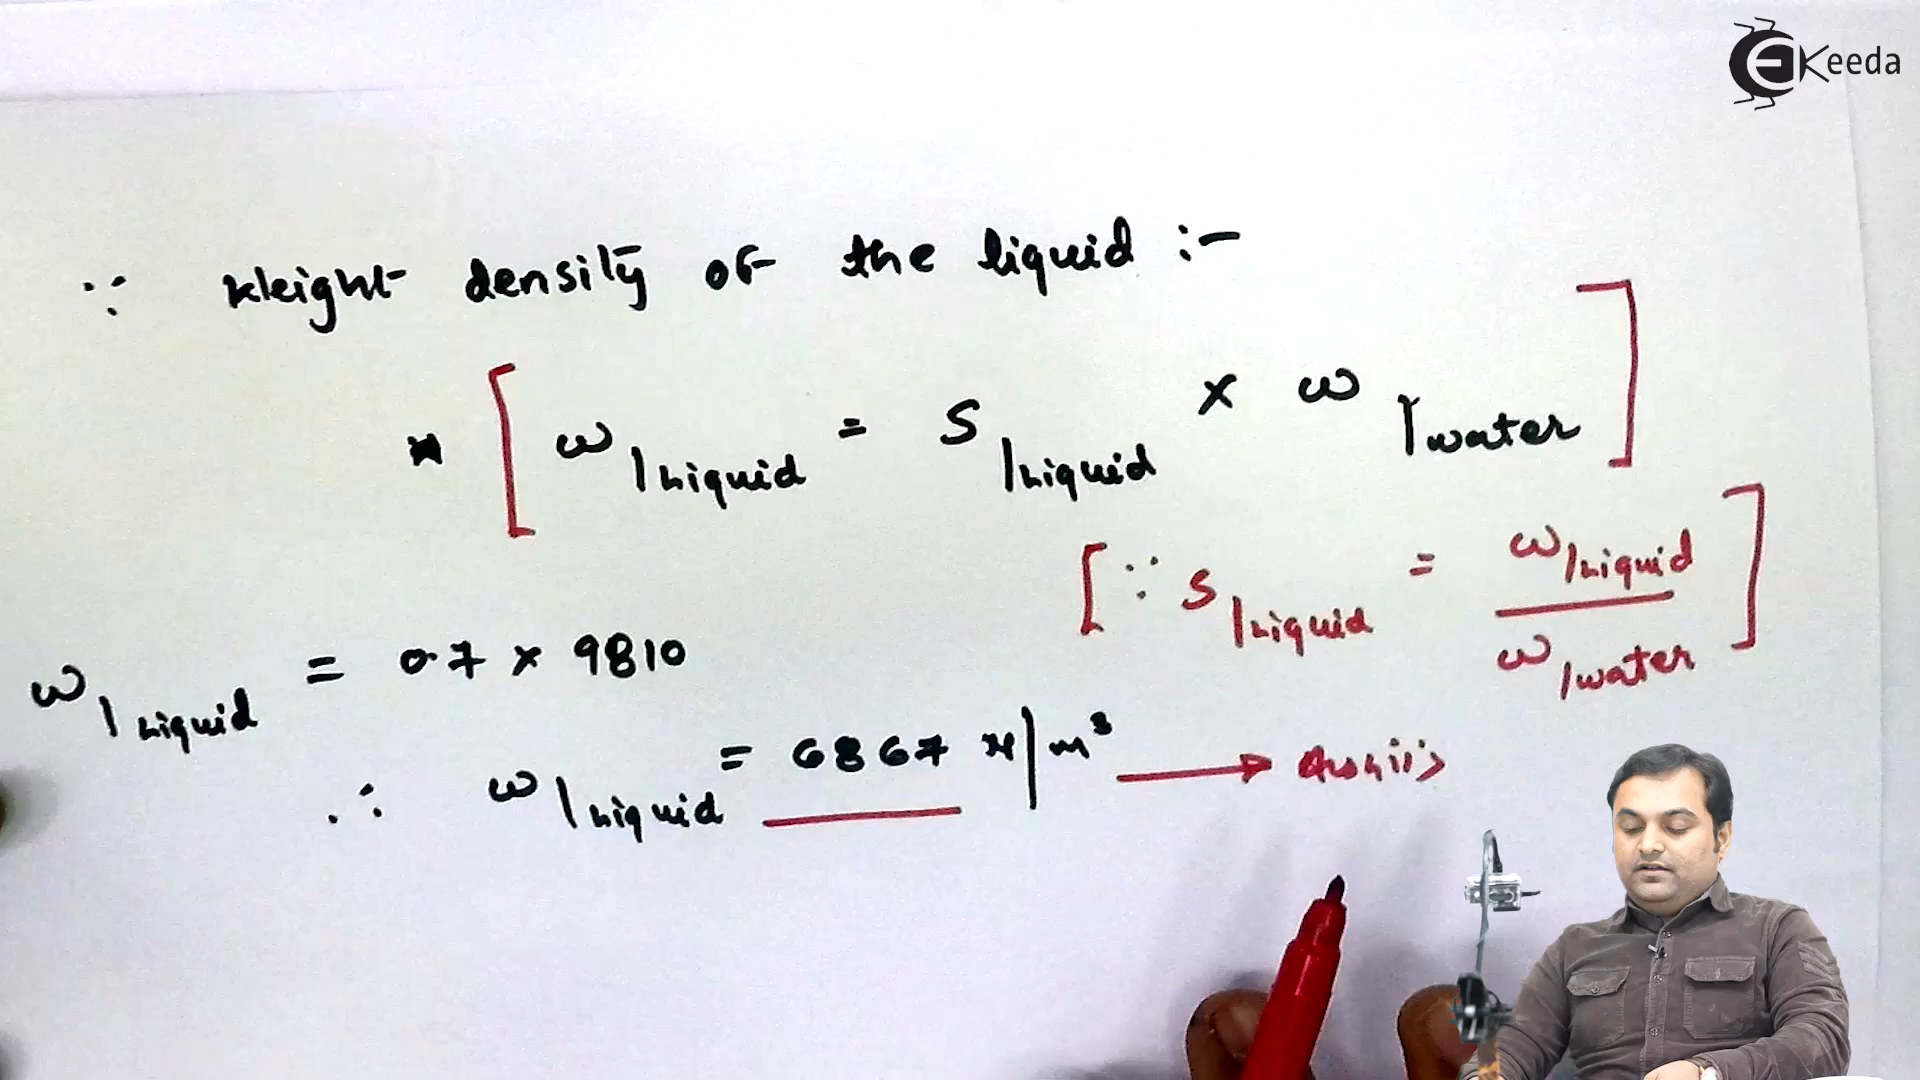 EKeeda
∵ Weight density of the liquid :-
* [ ω|Liquid = S|Liquid × ω|water ]
[ ∵ S|Liquid = ω|Liquid / ω|water ]
ω|Liquid = 0.7 × 9810
∴ ω|Liquid = 6867 N|m³ →